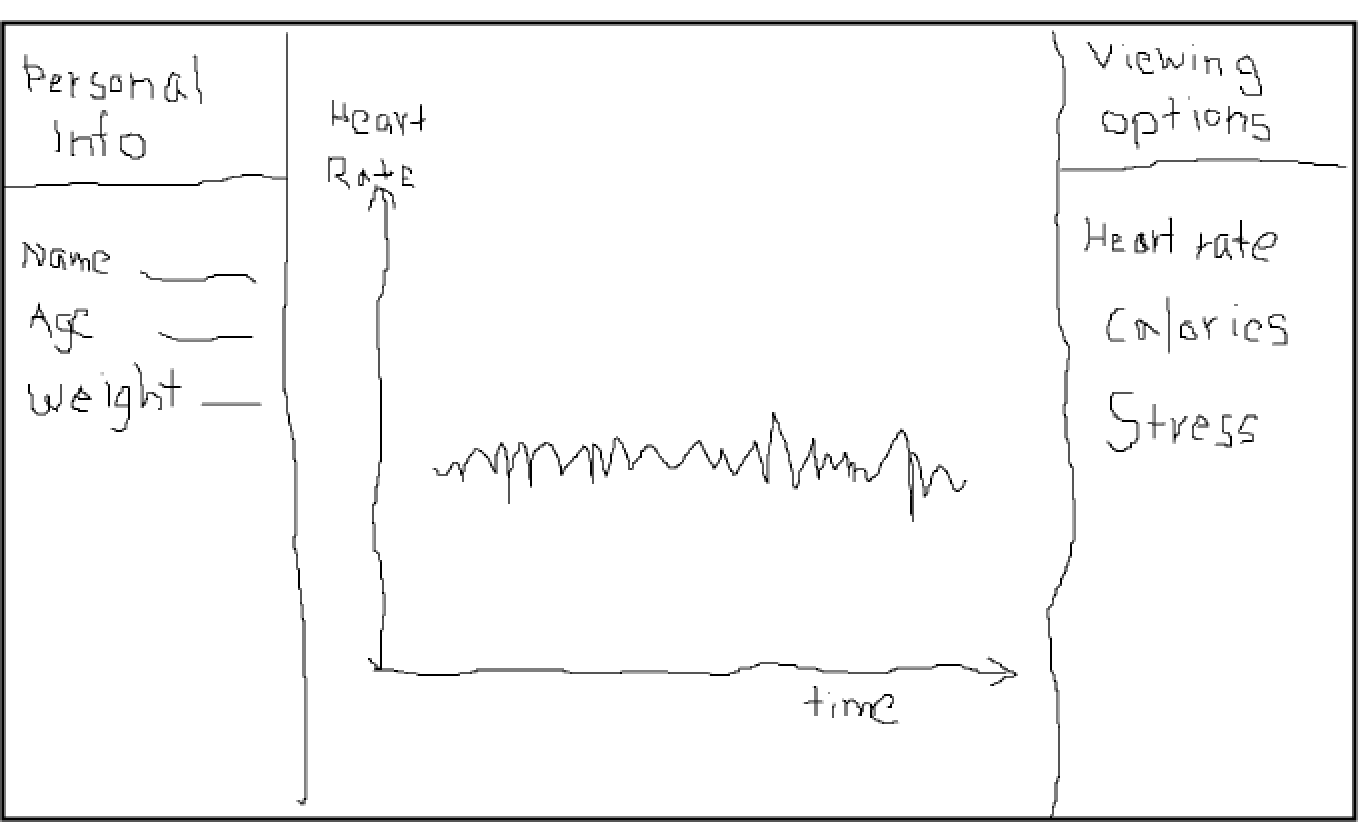 Personal
Info
Name
Age
Weight
Heart
Rate
time
Viewing
options
Heart rate
Calories
Stress